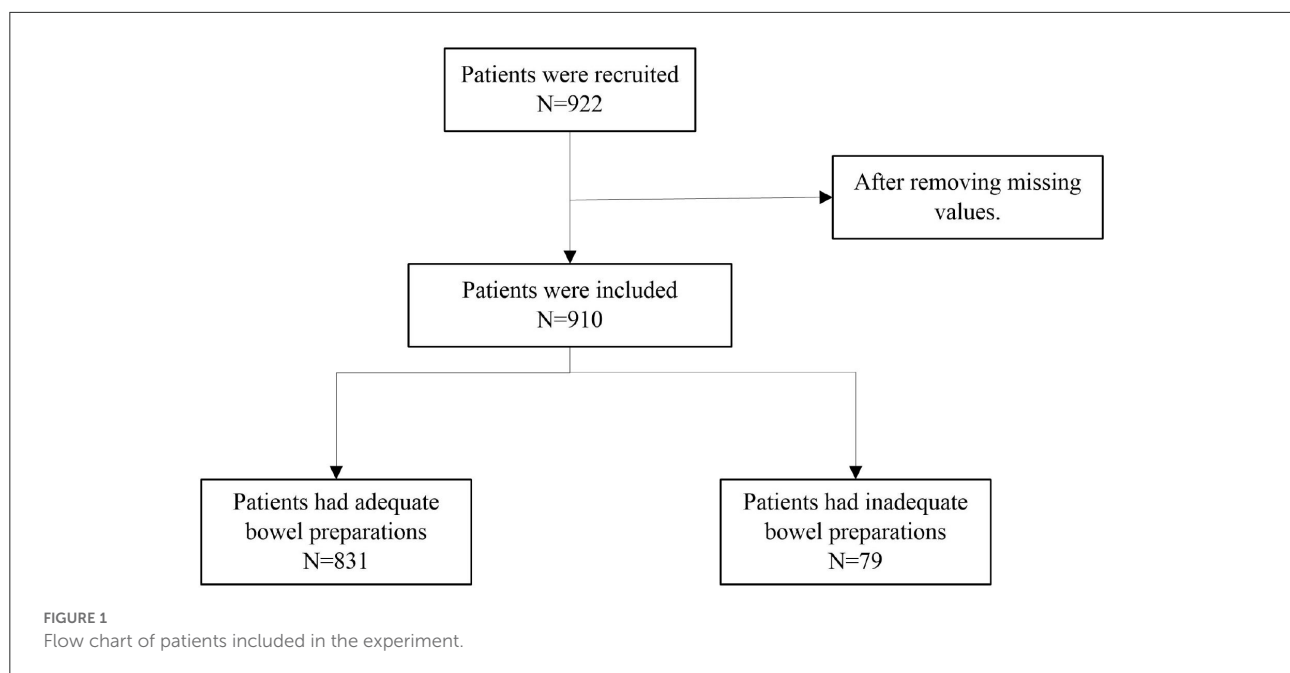 Patients were recruited
N=922
After removing missing
values.
Patients were included
N=910
Patients had adequate
bowel preparations
N=831
Patients had inadequate
bowel preparations
N=79
FIGURE 1
Flow chart of patients included in the experiment.